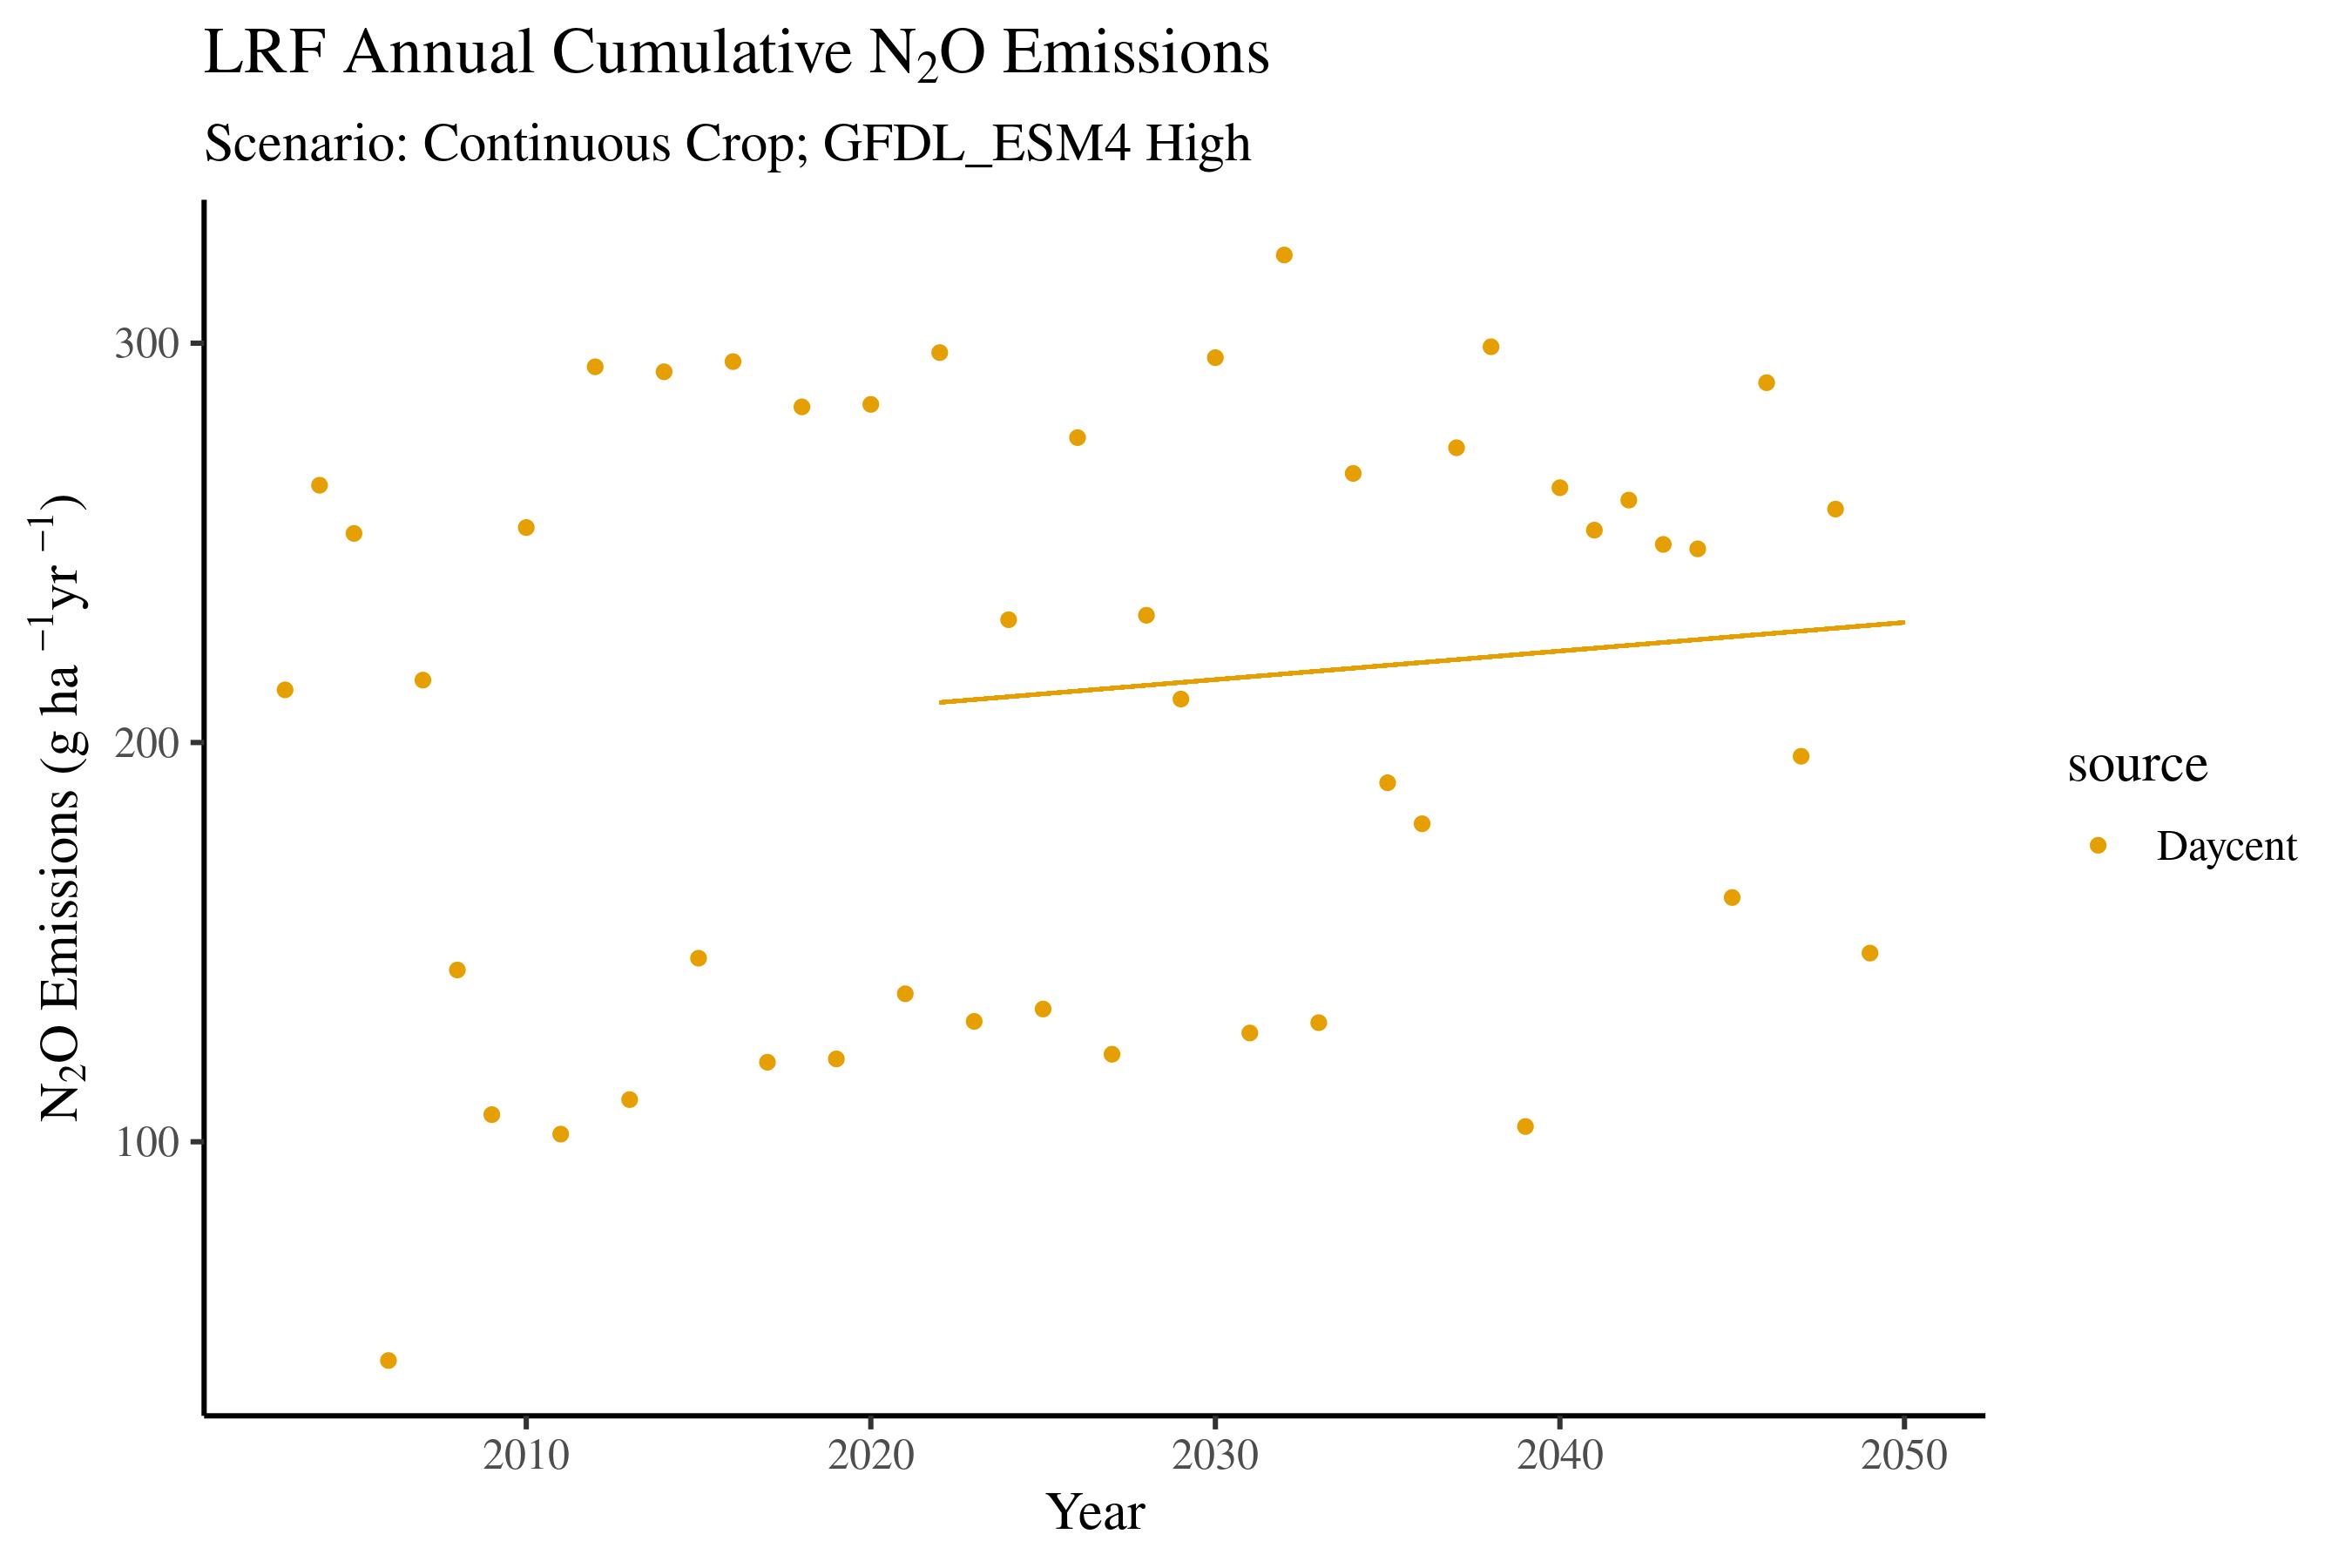 LRF Annual Cumulative N₂O Emissions
Scenario: Continuous Crop; GFDL_ESM4 High
N₂O Emissions (g ha⁻¹yr⁻¹)
300
200
100
2010
2020
2030
2040
2050
Year
source
Daycent